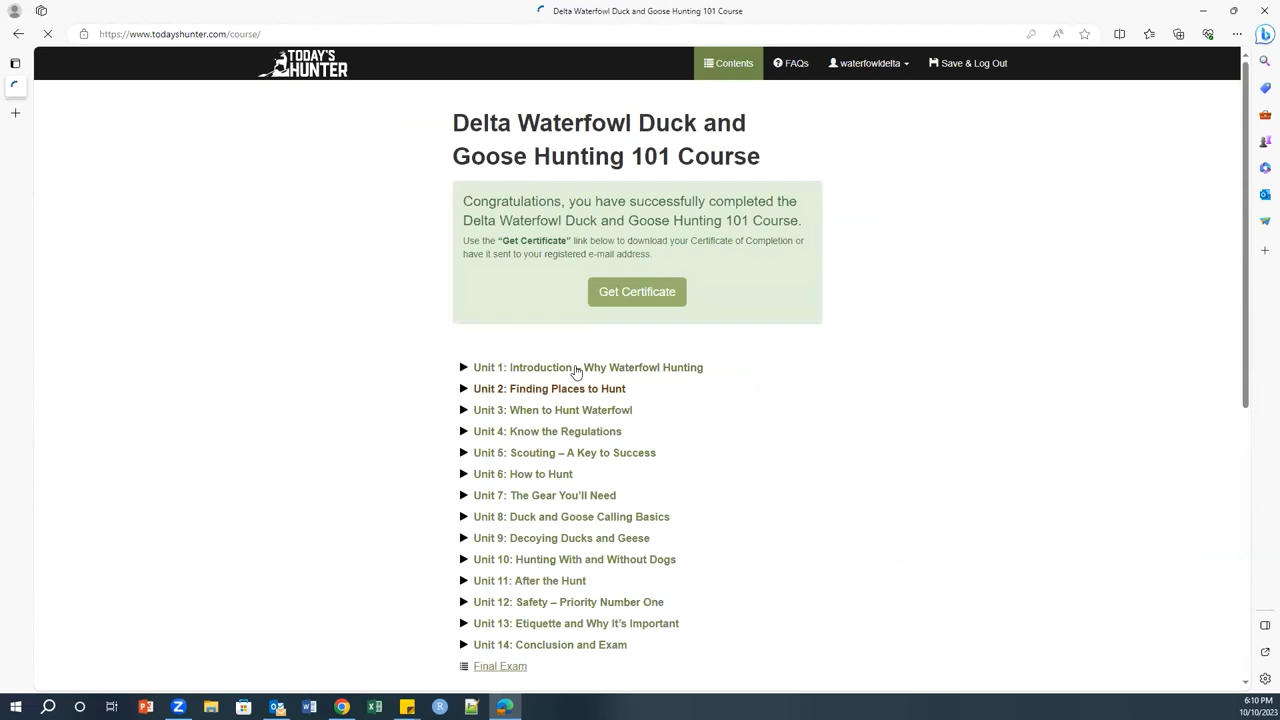 Delta Waterfowl Duck and Goose Hunting 101 Course
https://www.todayshunter.com/course/
TODAY'S
HUNTER
Contents
FAQs
waterfowldelta
Save & Log Out
Delta Waterfowl Duck and
Goose Hunting 101 Course
Congratulations, you have successfully completed the
Delta Waterfowl Duck and Goose Hunting 101 Course.
Use the “Get Certificate” link below to download your Certificate of Completion or
have it sent to your registered e-mail address.
Get Certificate
Unit 1: Introduction – Why Waterfowl Hunting
Unit 2: Finding Places to Hunt
Unit 3: When to Hunt Waterfowl
Unit 4: Know the Regulations
Unit 5: Scouting – A Key to Success
Unit 6: How to Hunt
Unit 7: The Gear You’ll Need
Unit 8: Duck and Goose Calling Basics
Unit 9: Decoying Ducks and Geese
Unit 10: Hunting With and Without Dogs
Unit 11: After the Hunt
Unit 12: Safety – Priority Number One
Unit 13: Etiquette and Why It’s Important
Unit 14: Conclusion and Exam
Final Exam
6:10 PM
10/10/2023